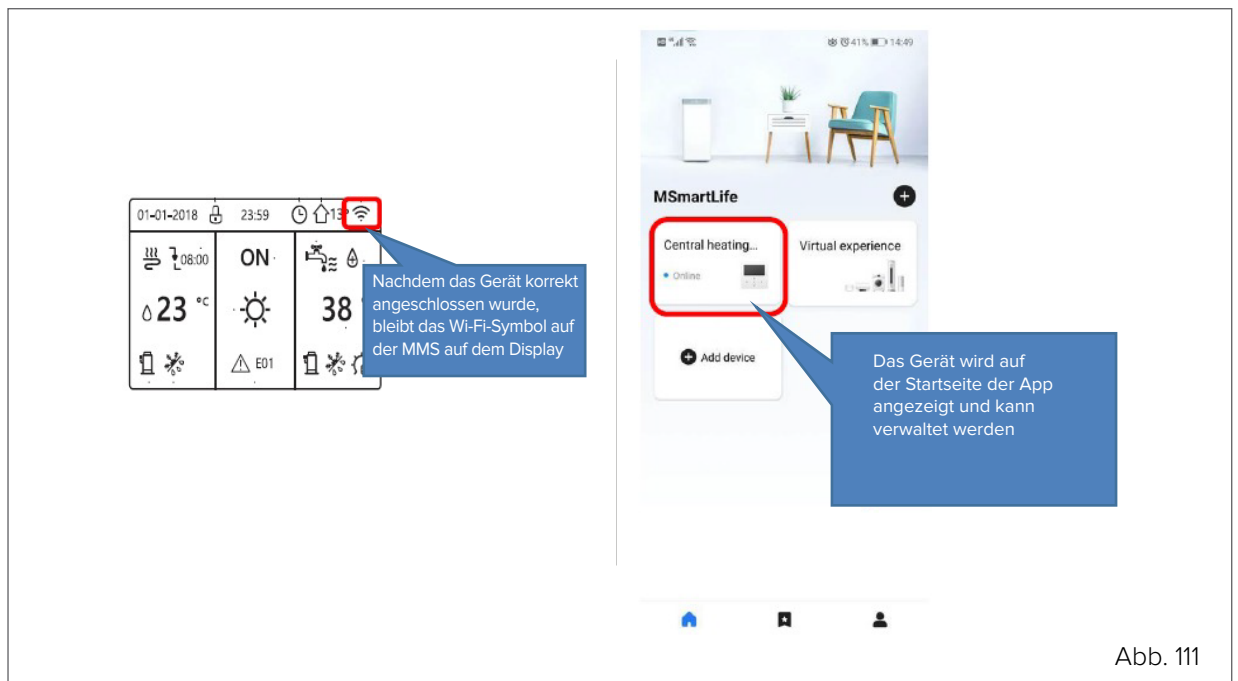 01-01-2018 23:59 13°
08:00 ON
23 °C 38
E01
Nachdem das Gerät korrekt
angeschlossen wurde,
bleibt das Wi-Fi-Symbol auf
der MMS auf dem Display
41% 14:49
MSmartLife
Central heating...
Online
Virtual experience
Add device
Das Gerät wird auf
der Startseite der App
angezeigt und kann
verwaltet werden
Abb. 111